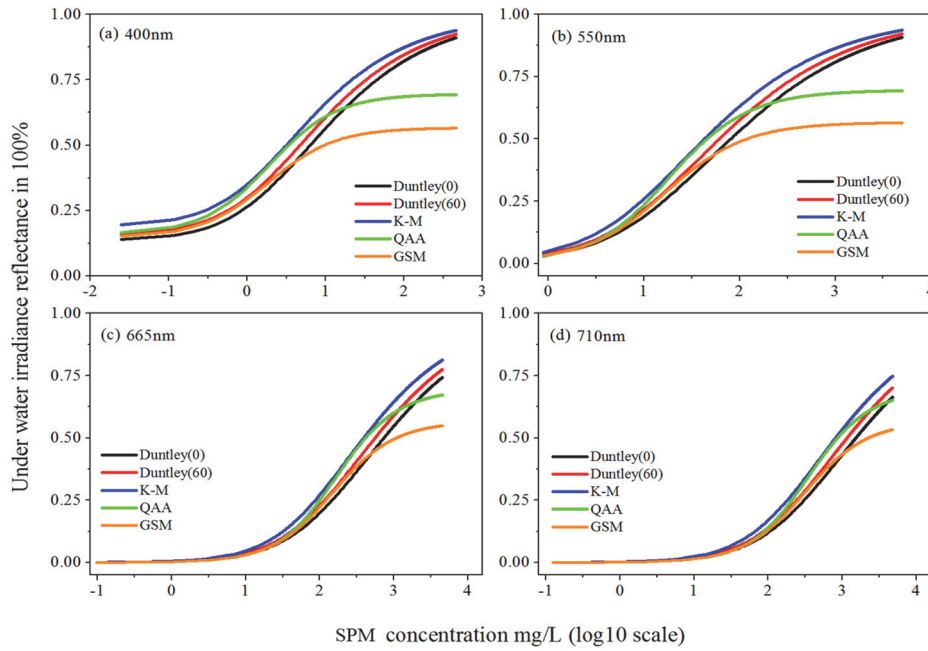 Under water irradiance reflectance in 100%
1.00
0.75
0.50
0.25
0.00
(a) 400nm
Duntley(0)
Duntley(60)
K-M
QAA
GSM
-2 -1 0 1 2 3
1.00
0.75
0.50
0.25
0.00
(b) 550nm
Duntley(0)
Duntley(60)
K-M
QAA
GSM
0 1 2 3 4
1.00
0.75
0.50
0.25
0.00
(c) 665nm
Duntley(0)
Duntley(60)
K-M
QAA
GSM
-1 0 1 2 3 4
1.00
0.75
0.50
0.25
0.00
(d) 710nm
Duntley(0)
Duntley(60)
K-M
QAA
GSM
-1 0 1 2 3 4
SPM concentration mg/L (log10 scale)